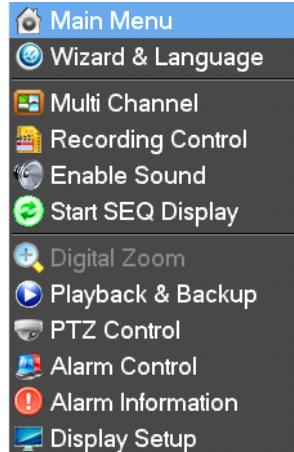 Main Menu
Wizard & Language
Multi Channel
Recording Control
Enable Sound
Start SEQ Display
Digital Zoom
Playback & Backup
PTZ Control
Alarm Control
Alarm Information
Display Setup